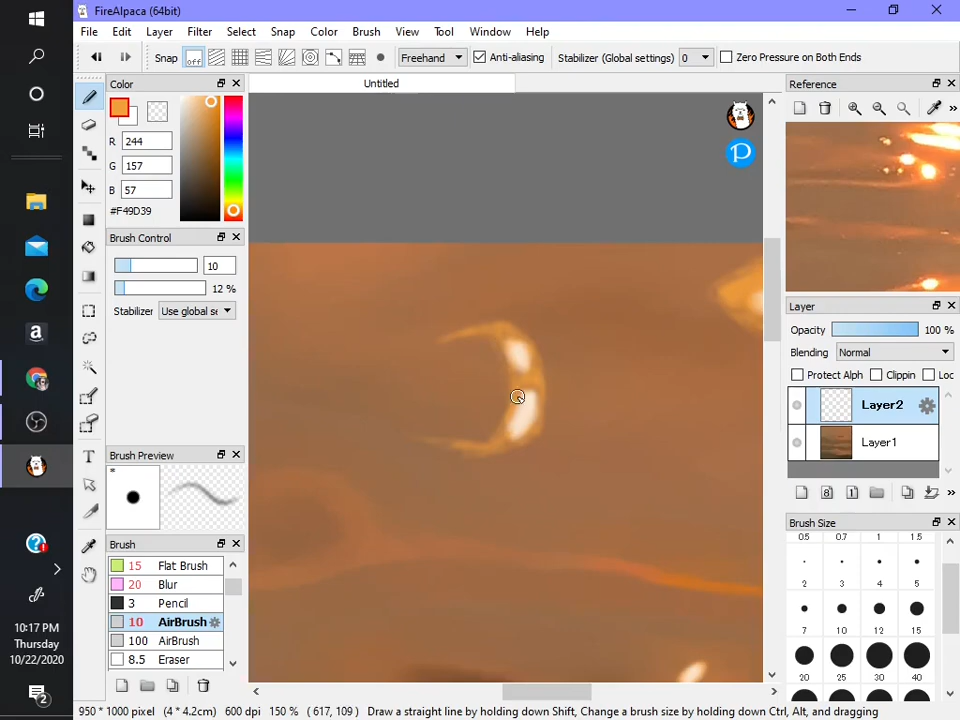 FireAlpaca (64bit)
File Edit View Layer Filter Select Snap Color Brush View Tool Window Help
Snap off Freehand Anti-aliasing Stabilizer (Global settings) 0 Zero Pressure on Both Ends
Color
Untitled
Reference
R 244
G 157
B 57
#F49D39
Brush Control
10
12 %
Stabilizer Use global se
Layer
Opacity 100 %
Blending Normal
Protect Alph Clippin Loc
Layer2
Layer1
Brush Preview
*
Brush Size
0.5 0.7 1 1.5
2 3 4 5
7 10 12 15
20 25 30 40
Brush
15 Flat Brush
20 Blur
3 Pencil
10 AirBrush
100 AirBrush
8.5 Eraser
10:17 PM
Thursday
10/22/2020
2
950 * 1000 pixel (4 * 4.2cm) 600 dpi 150 % ( 617, 109 ) Draw a straight line by holding down Shift, Change a brush size by holding down Ctrl, Alt, and dragging